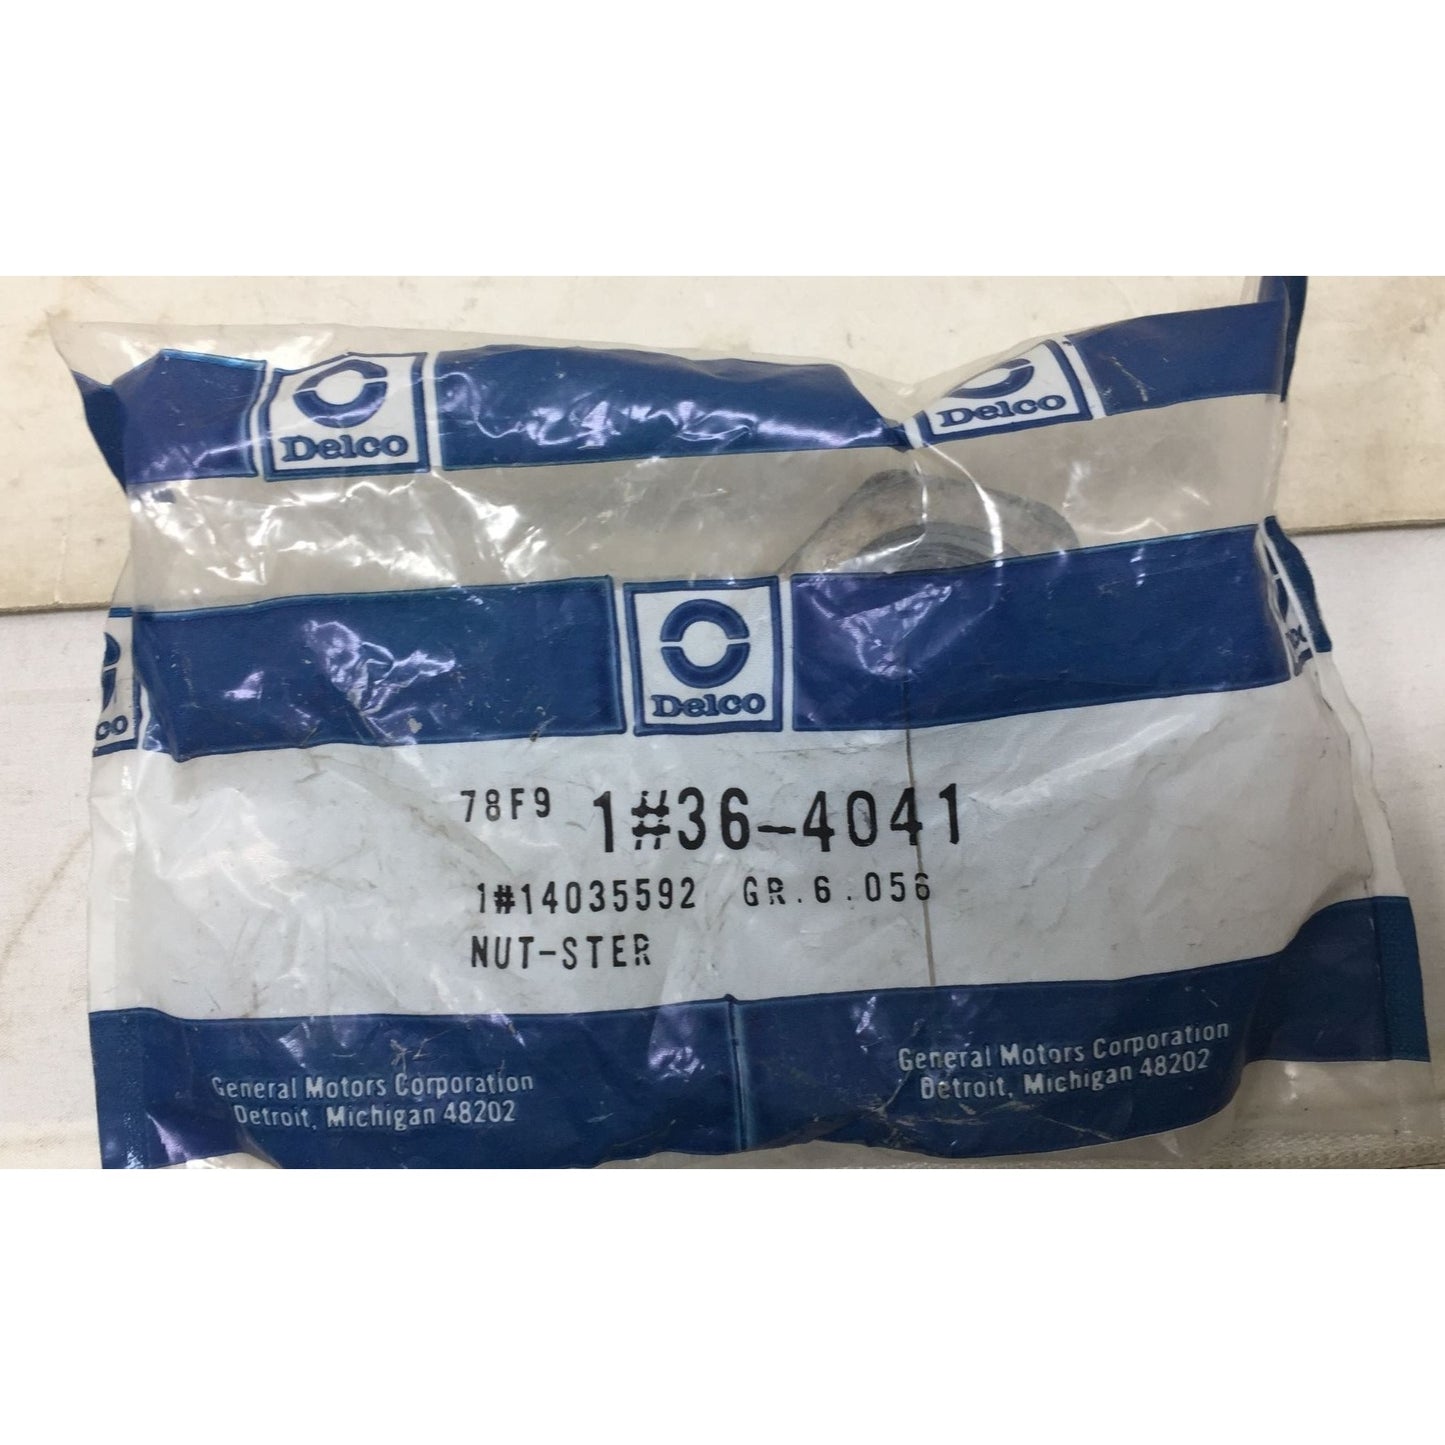 Delco
Delco
Delco
co
78F9 1#36-4041
1#14035592 GR.6.056
NUT-STER
General Motors Corporation
Detroit, Michigan 48202
General Motors Corporation
Detroit, Michigan 48202